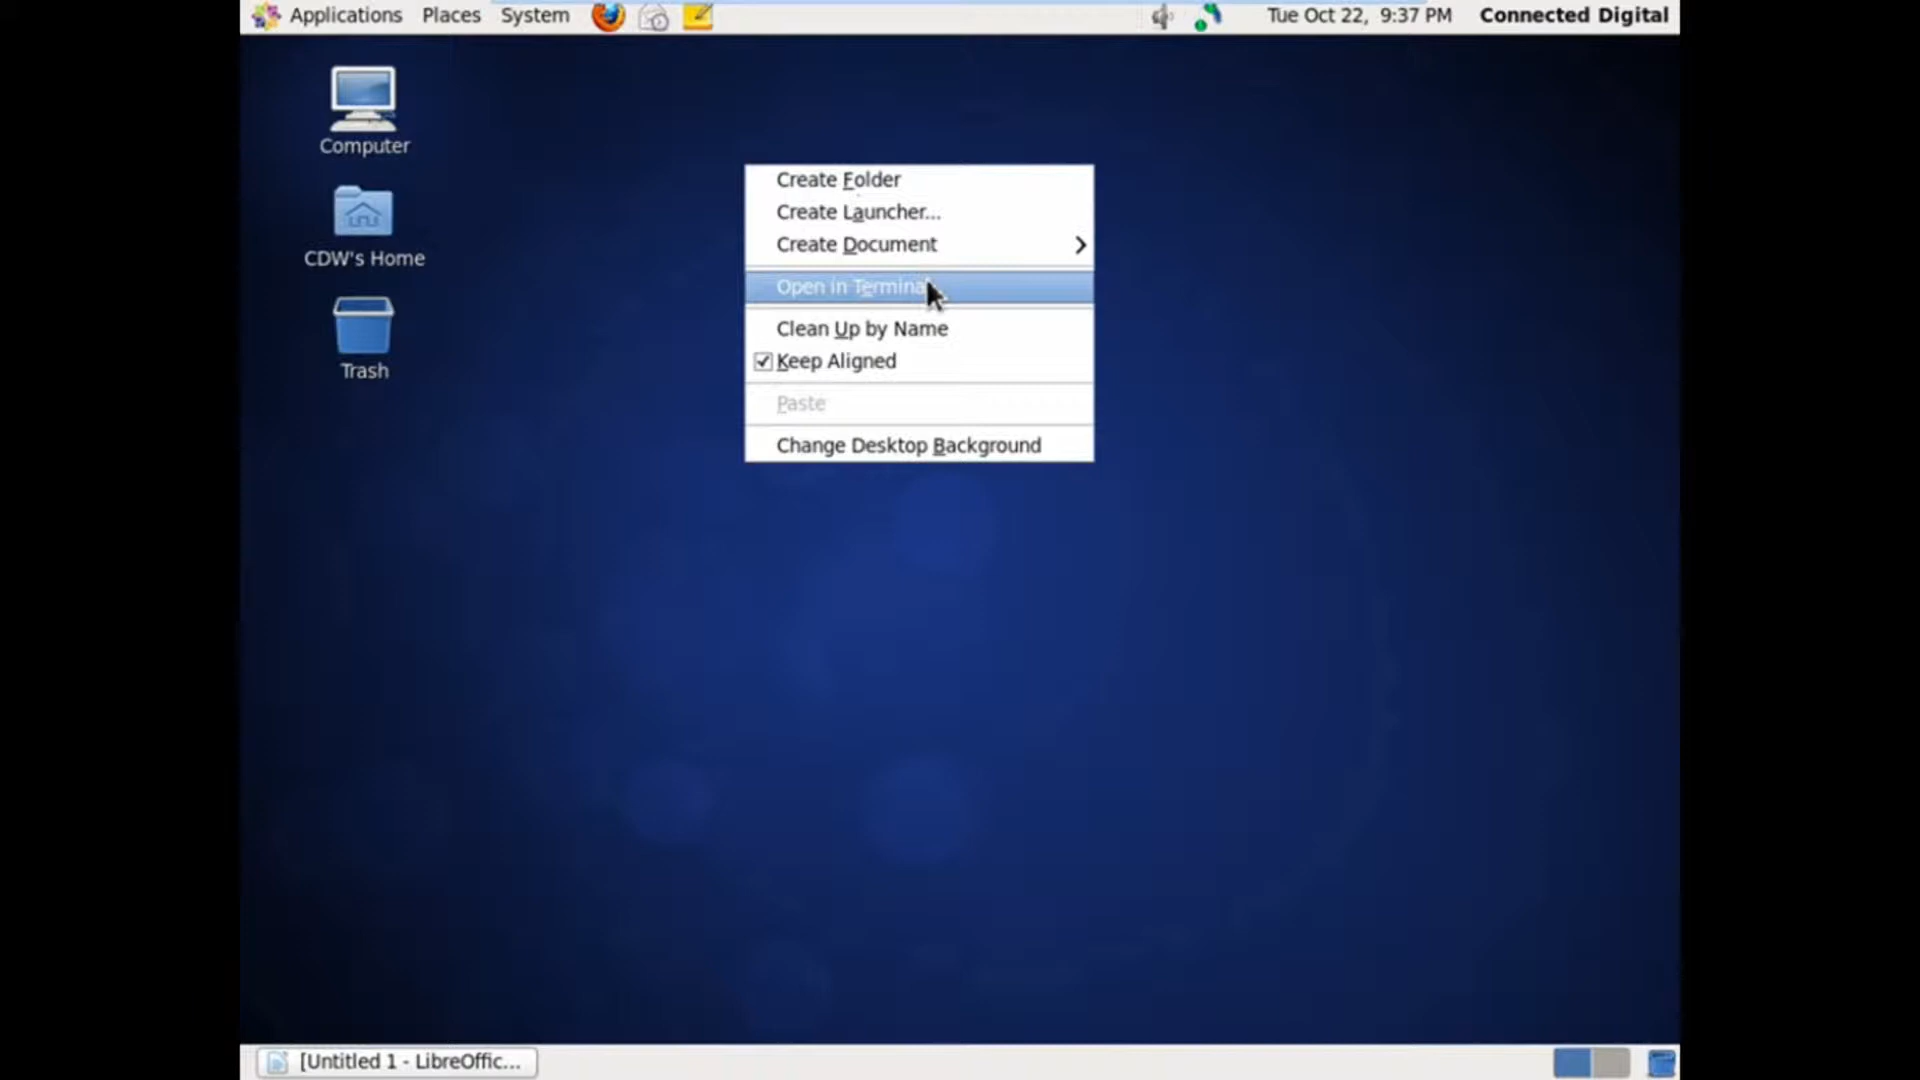 Applications Places System Tue Oct 22, 9:37 PM Connected Digital
Computer
CDW's Home
Trash
Create Folder
Create Launcher...
Create Document
Open in Terminal
Clean Up by Name
Keep Aligned
Paste
Change Desktop Background
[Untitled 1 - LibreOffic...